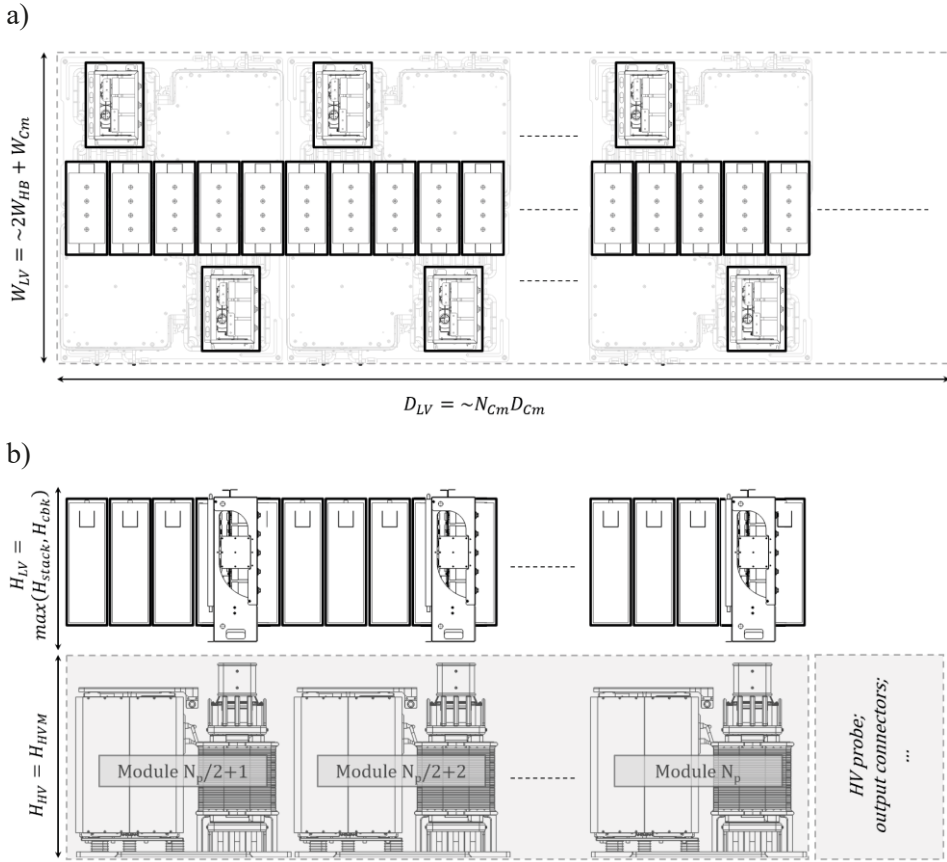 a)
W_LV = ~2W_HB + W_Cm
D_LV = ~N_Cm D_Cm
b)
H_LV =
max(H_stack, H_cbk)
H_HV = H_HVM
Module N_p/2+1
Module N_p/2+2
Module N_p
HV probe;
output connectors;
...